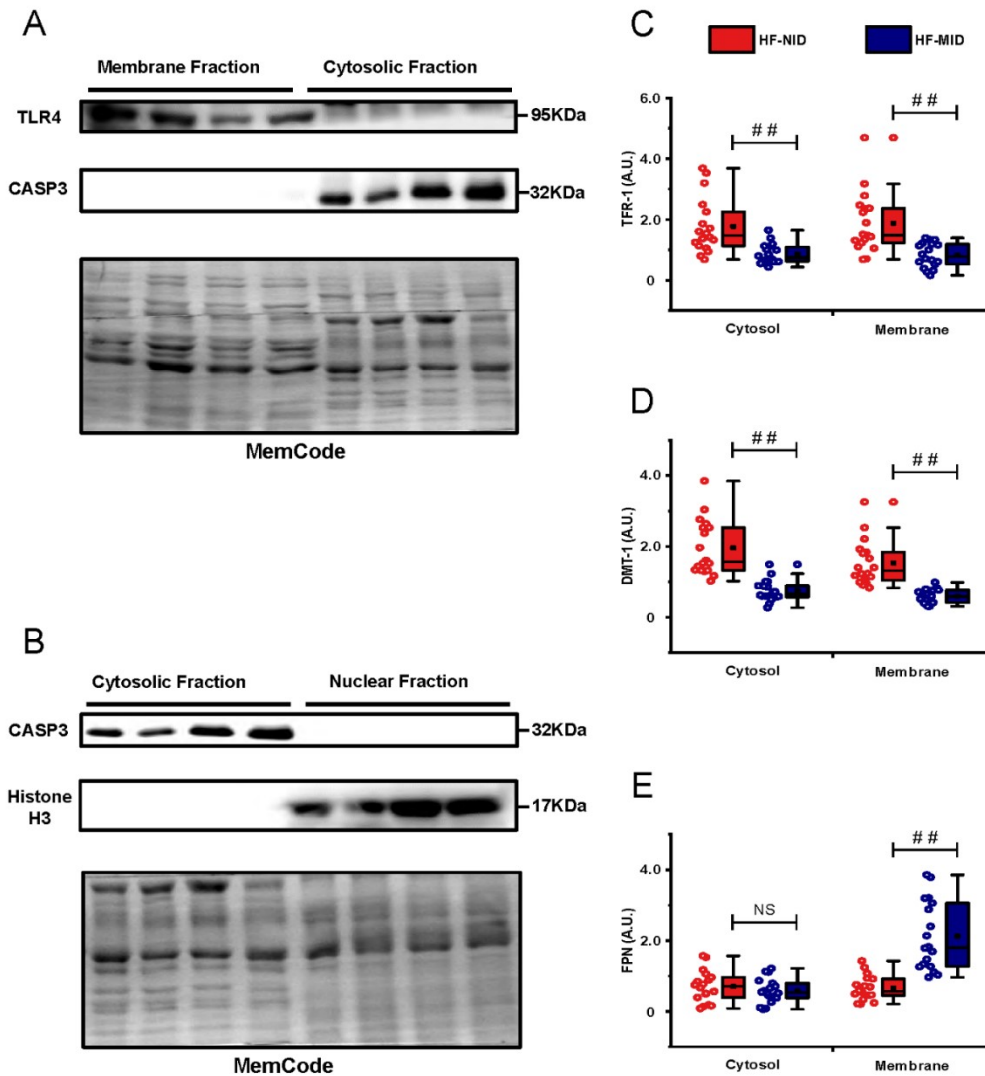 A
Membrane Fraction Cytosolic Fraction
TLR4 95KDa
CASP3 32KDa
MemCode
B
Cytosolic Fraction Nuclear Fraction
CASP3 32KDa
Histone
H3 17KDa
MemCode
C
HF-NID HF-MID
TFR-1 (A.U.)
6.0
4.0
2.0
0
# #
# #
Cytosol Membrane
D
DMT-1 (A.U.)
4.0
2.0
0
# #
# #
Cytosol Membrane
E
FPN (A.U.)
4.0
2.0
0
NS
# #
Cytosol Membrane